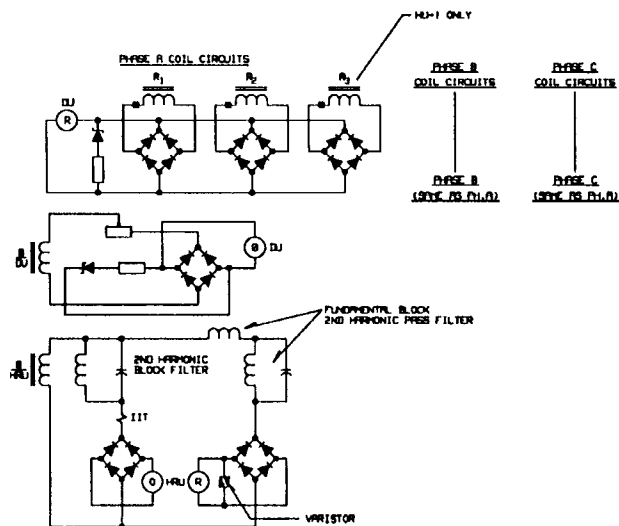 HU-1 ONLY
PHASE A COIL CIRCUITS
R1
R2
R3
PHASE B
COIL CIRCUITS
PHASE C
COIL CIRCUITS
DU
R
PHASE B
(SAME AS PH.A)
PHASE C
(SAME AS PH.A)
DU
DU
FUNDAMENTAL BLOCK
2ND HARMONIC PASS FILTER
2ND HARMONIC
BLOCK FILTER
HRU
IIT
O
HRU
R
VARISTOR